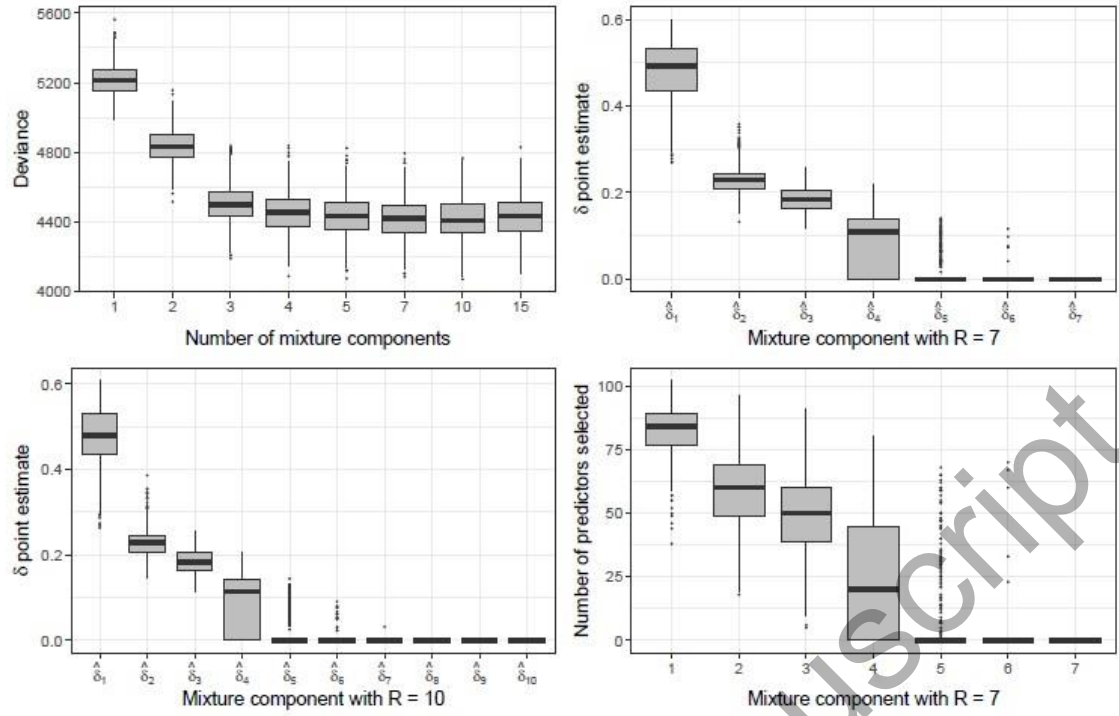 Deviance
5600
5200
4800
4400
4000
1 2 3 4 5 7 10 15
Number of mixture components
δ point estimate
0.6
0.4
0.2
0.0
δ̂₁ δ̂₂ δ̂₃ δ̂₄ δ̂₅ δ̂₆ δ̂₇
Mixture component with R = 7
δ point estimate
0.6
0.4
0.2
0.0
δ̂₁ δ̂₂ δ̂₃ δ̂₄ δ̂₅ δ̂₆ δ̂₇ δ̂₈ δ̂₉ δ̂₁₀
Mixture component with R = 10
Number of predictors selected
100
75
50
25
0
1 2 3 4 5 6 7
Mixture component with R = 7
uscript